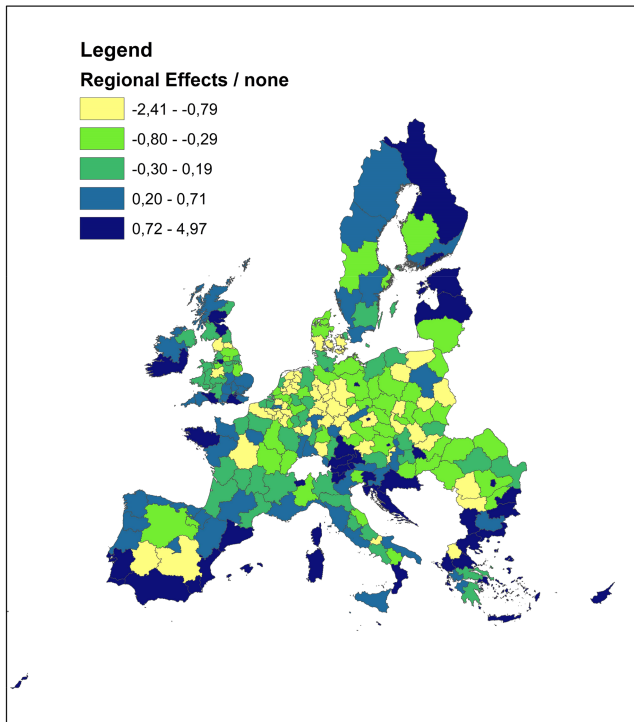 Legend
Regional Effects / none
-2,41 - -0,79
-0,80 - -0,29
-0,30 - 0,19
0,20 - 0,71
0,72 - 4,97